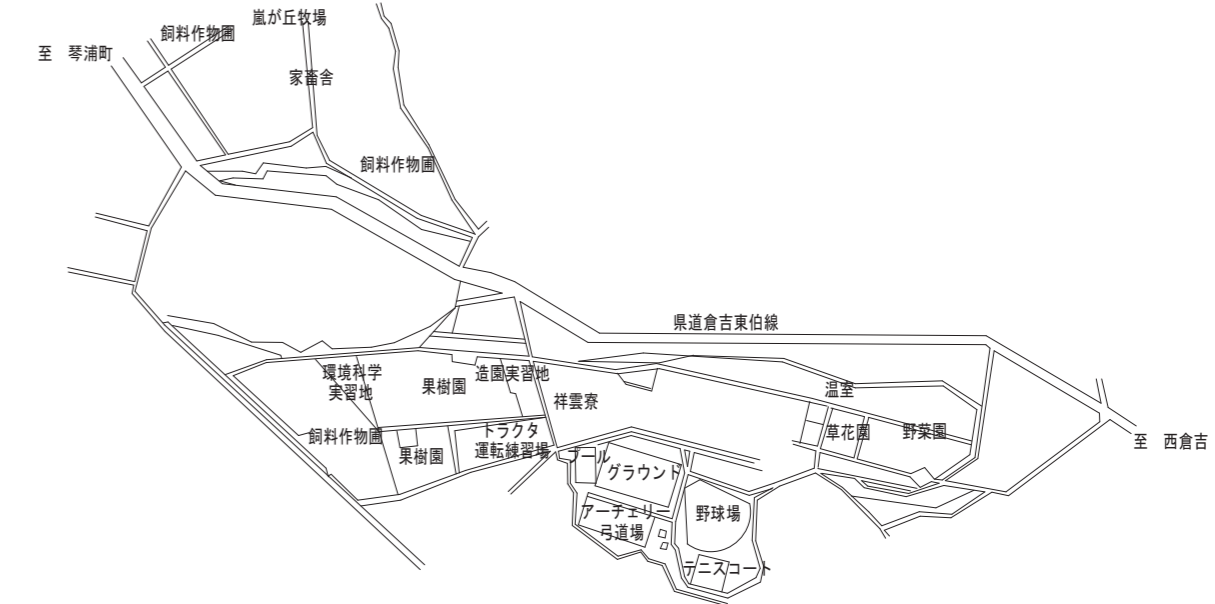 嵐が丘牧場
飼料作物圃
至　琴浦町
家畜舎
飼料作物圃
県道倉吉東伯線
環境科学
実習地
果樹園
造園実習地
祥雲寮
温室
飼料作物圃
果樹園
トラクタ
運転練習場
草花園
野菜園
至　西倉吉
プール
グラウンド
アーチェリー
弓道場
野球場
テニスコート